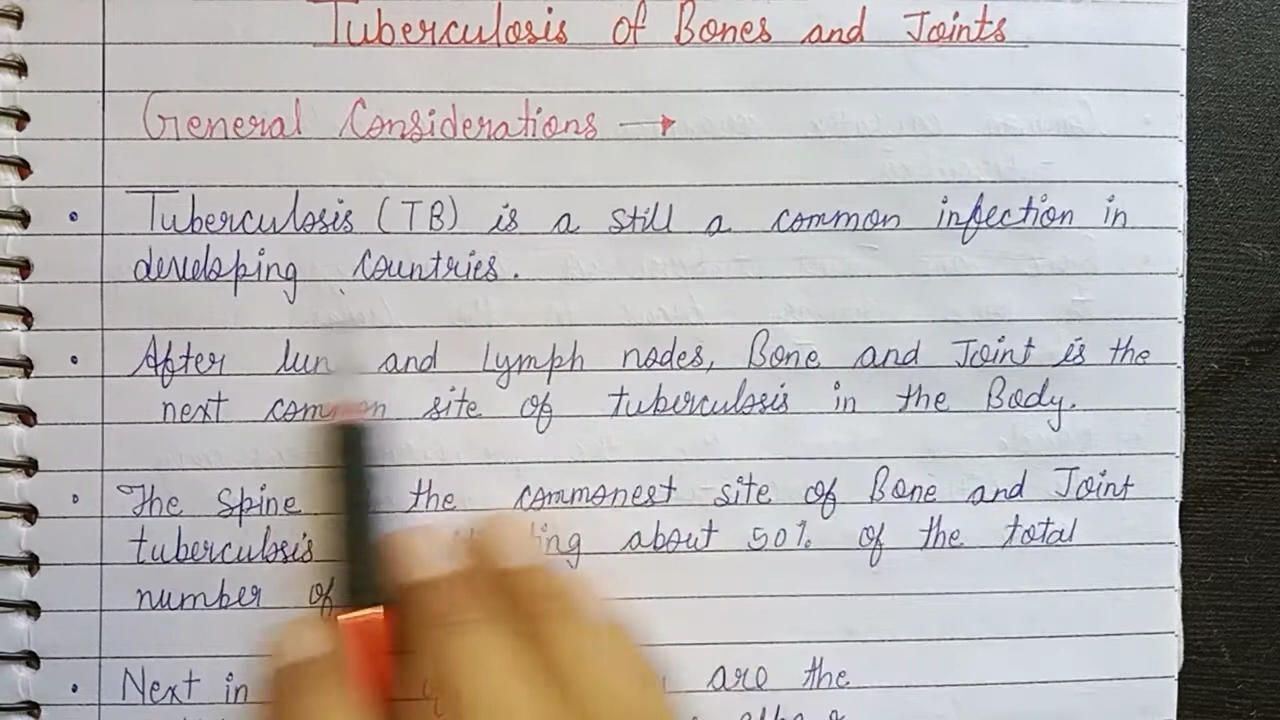 Tuberculosis of Bones and Joints
General Considerations →
• Tuberculosis (TB) is a still a common infection in
developing countries.
• After lun and Lymph nodes, Bone and Joint is the
next common site of tuberculosis in the Body.
• The Spine the commonest site of Bone and Joint
tuberculosis about 50% of the total
number of
• Next in are the